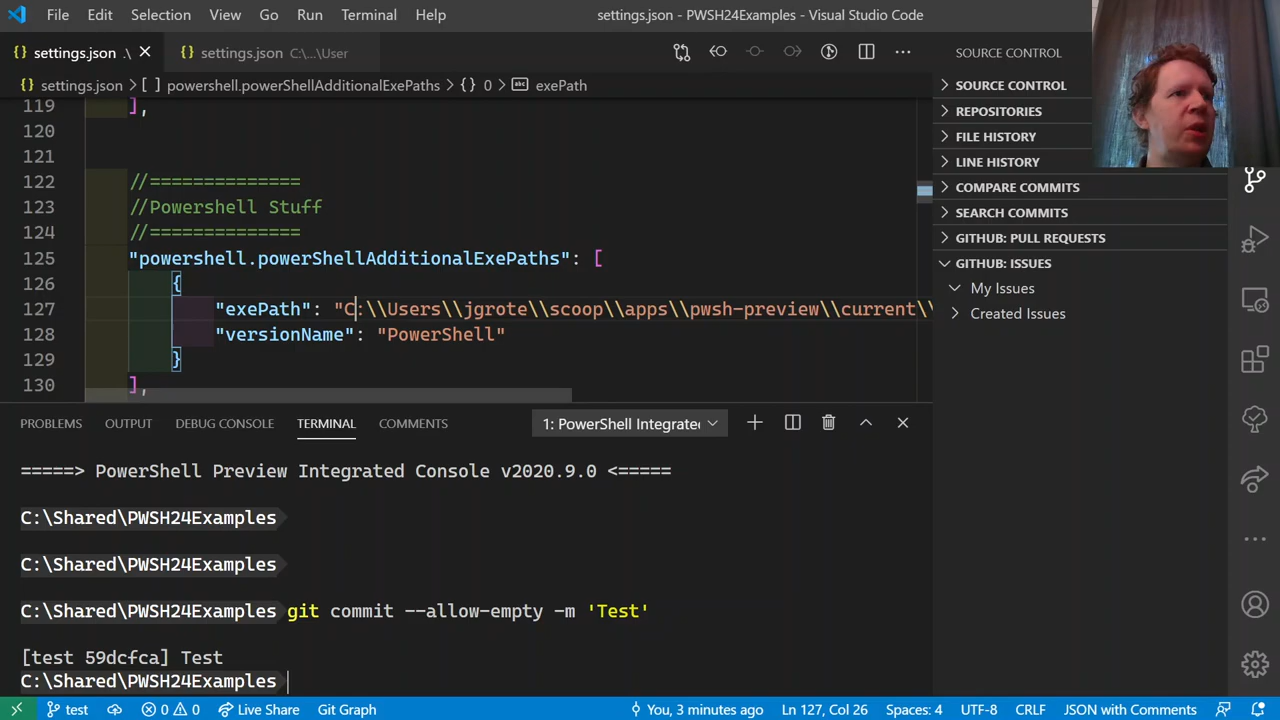 File Edit Selection View Go Run Terminal Help
settings.json - PWSH24Examples - Visual Studio Code
settings.json .\
settings.json C:\...\User
settings.json > [ ] powershell.powerShellAdditionalExePaths > {} 0 > abc exePath
119 ],
120
121
122 //==============
123 //Powershell Stuff
124 //==============
125 "powershell.powerShellAdditionalExePaths": [
126 {
127 "exePath": "C:\\Users\\jgrote\\scoop\\apps\\pwsh-preview\\current\\
128 "versionName": "PowerShell"
129 }
130 ],
SOURCE CONTROL
SOURCE CONTROL
REPOSITORIES
FILE HISTORY
LINE HISTORY
COMPARE COMMITS
SEARCH COMMITS
GITHUB: PULL REQUESTS
GITHUB: ISSUES
My Issues
Created Issues
PROBLEMS OUTPUT DEBUG CONSOLE TERMINAL COMMENTS
1: PowerShell Integrate
=====> PowerShell Preview Integrated Console v2020.9.0 <=====
C:\Shared\PWSH24Examples
C:\Shared\PWSH24Examples
C:\Shared\PWSH24Examples git commit --allow-empty -m 'Test'
[test 59dcfca] Test
C:\Shared\PWSH24Examples
test 0 0 Live Share Git Graph
You, 3 minutes ago Ln 127, Col 26 Spaces: 4 UTF-8 CRLF JSON with Comments